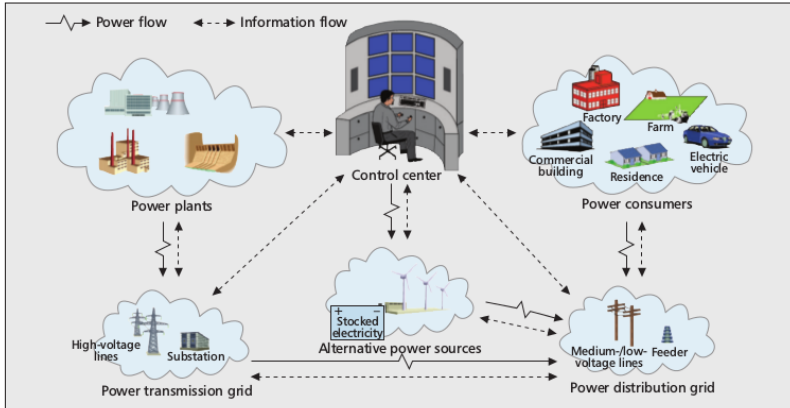 Power flow
Information flow
Factory
Farm
Commercial
building
Residence
Electric
vehicle
Power plants
Control center
Power consumers
High-voltage
lines
Substation
+ −
Stocked
electricity
Alternative power sources
Medium-/low-
voltage lines
Feeder
Power transmission grid
Power distribution grid